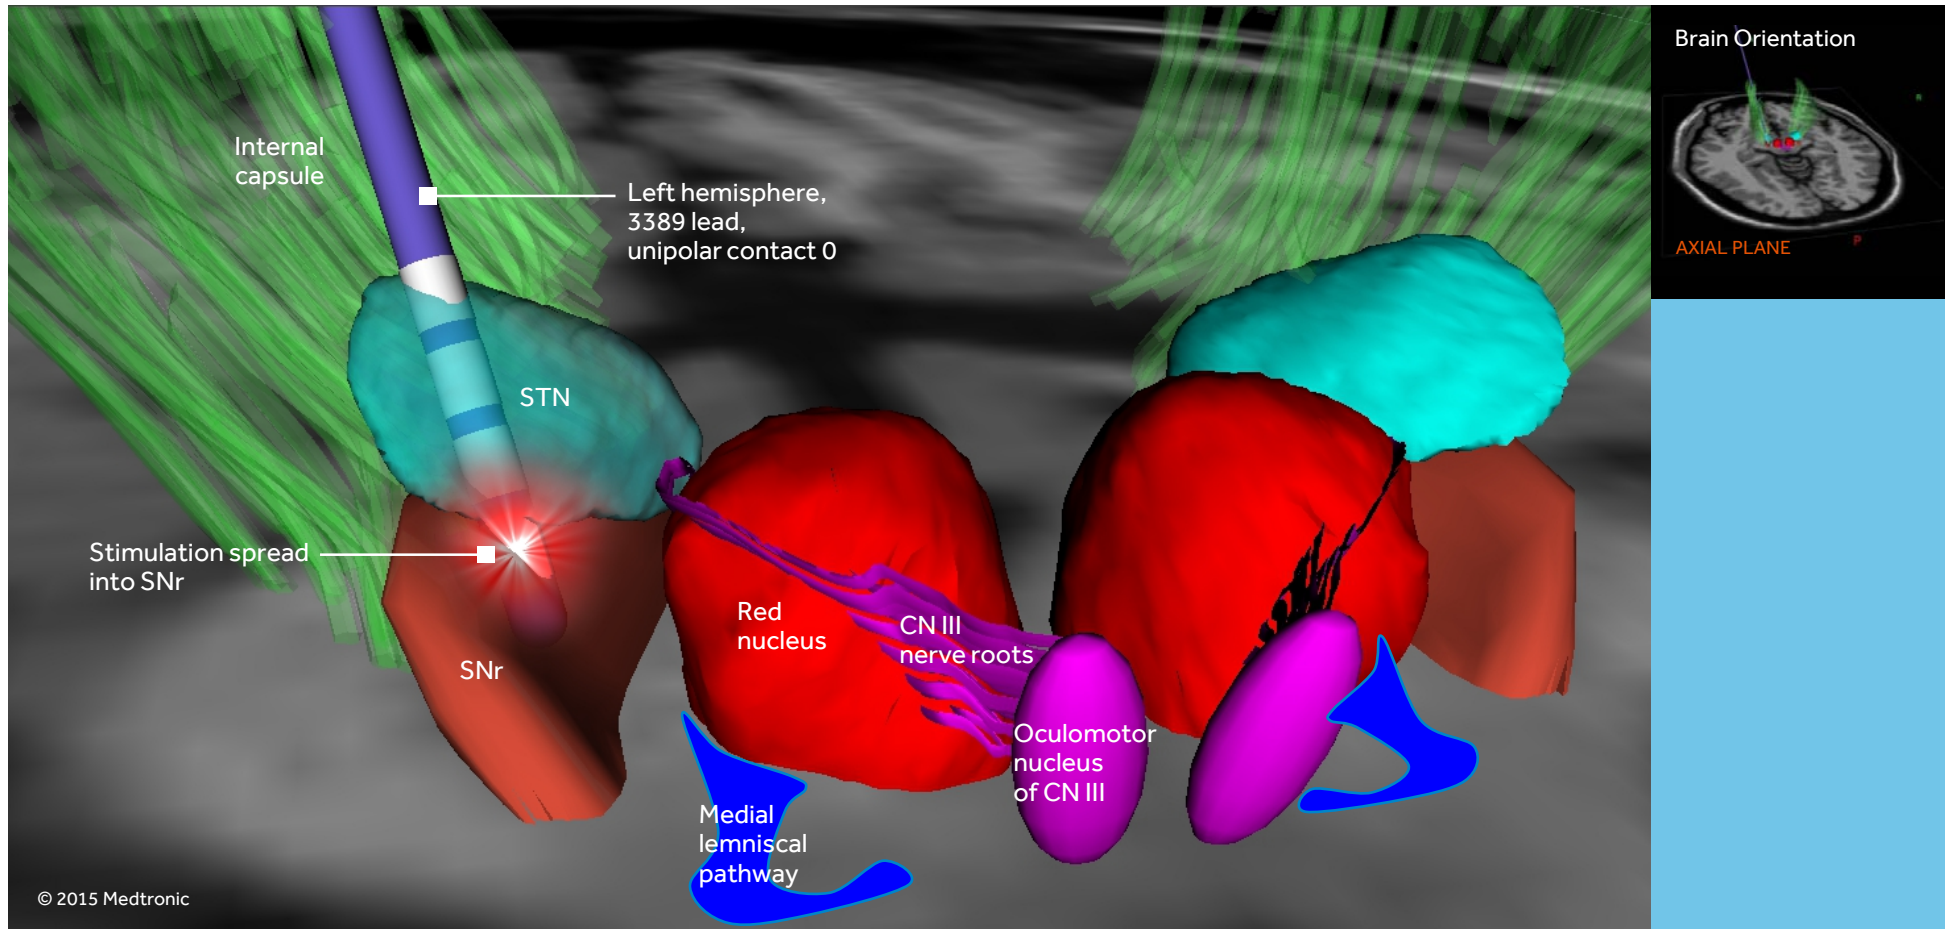 Brain Orientation
AXIAL PLANE
Internal
capsule
Left hemisphere,
3389 lead,
unipolar contact 0
STN
Stimulation spread
into SNr
SNr
Red
nucleus
CN III
nerve roots
Oculomotor
nucleus
of CN III
Medial
lemniscal
pathway
P
© 2015 Medtronic